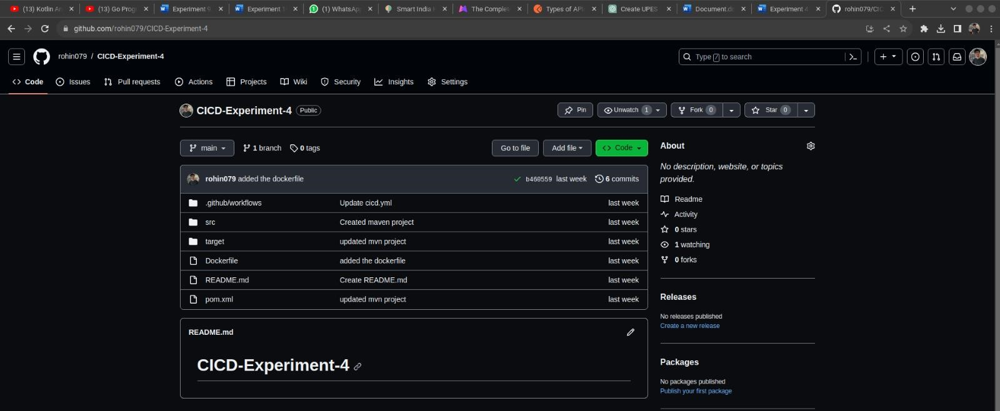 (13) Kotlin An
(13) Go Prog
Experiment 9
Experiment 1
(1) WhatsApp
Smart India H
The Complete
Types of APIs
Create UPES
Document.do
Experiment 4
rohin079/CIC
github.com/rohin079/CICD-Experiment-4
rohin079 / CICD-Experiment-4
Type / to search
Code Issues Pull requests Actions Projects Wiki Security Insights Settings
CICD-Experiment-4 Public
Pin Unwatch 1 Fork 0 Star 0
main 1 branch 0 tags Go to file Add file Code
rohin079 added the dockerfile b460559 last week 6 commits
.github/workflows Update cicd.yml last week
src Created maven project last week
target updated mvn project last week
Dockerfile added the dockerfile last week
README.md Create README.md last week
pom.xml updated mvn project last week
README.md
CICD-Experiment-4
About
No description, website, or topics
provided.
Readme
Activity
0 stars
1 watching
0 forks
Releases
No releases published
Create a new release
Packages
No packages published
Publish your first package